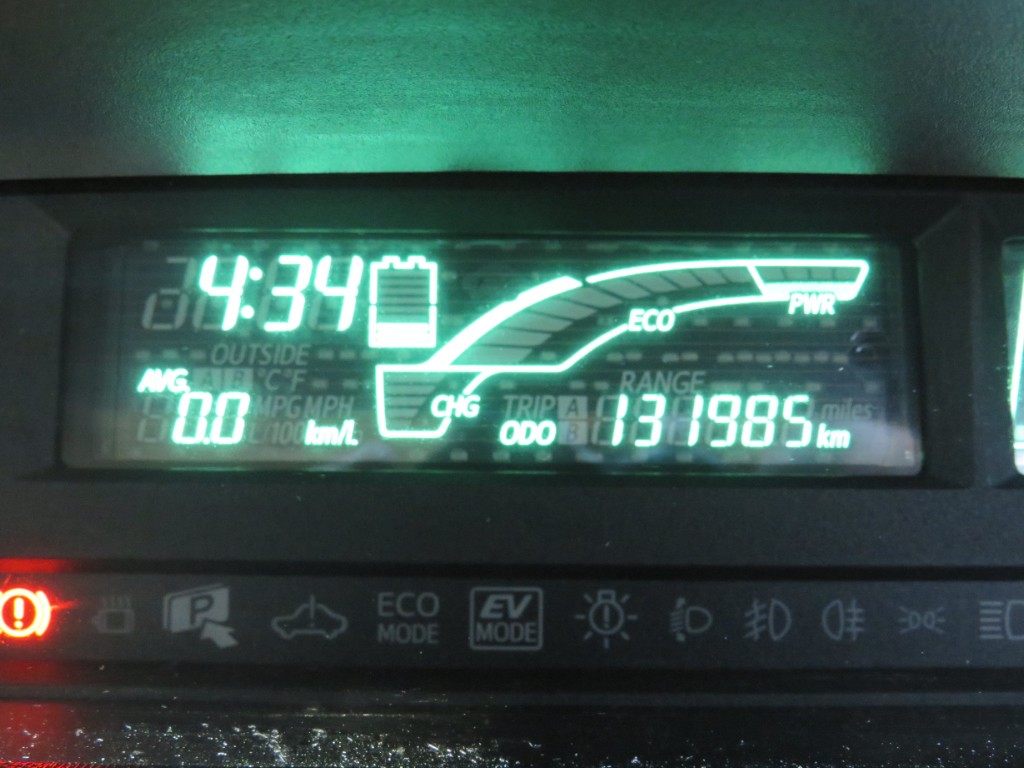 4:34
OUTSIDE
AVG. A B °C °F
0.0 MPG MPH
L/100 km/L
CHG
ECO
PWR
RANGE
TRIP A B
ODO 131985 miles km
P
ECO MODE
EV MODE